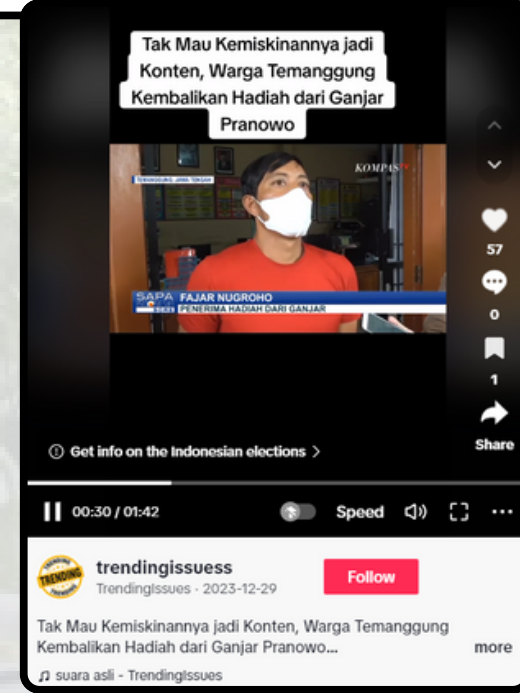 Tak Mau Kemiskinannya jadi
Konten, Warga Temanggung
Kembalikan Hadiah dari Ganjar
Pranowo
KOMPAS TV
TEMANGGUNG, JAWA TENGAH
SAPA
FAJAR NUGROHO
PENERIMA HADIAH DARI GANJAR
57
0
1
Share
Get info on the Indonesian elections >
00:30 / 01:42
Speed
TRENDING
trendingissuess
TrendingIssues · 2023-12-29
Follow
Tak Mau Kemiskinannya jadi Konten, Warga Temanggung
Kembalikan Hadiah dari Ganjar Pranowo...
more
suara asli - TrendingIssues